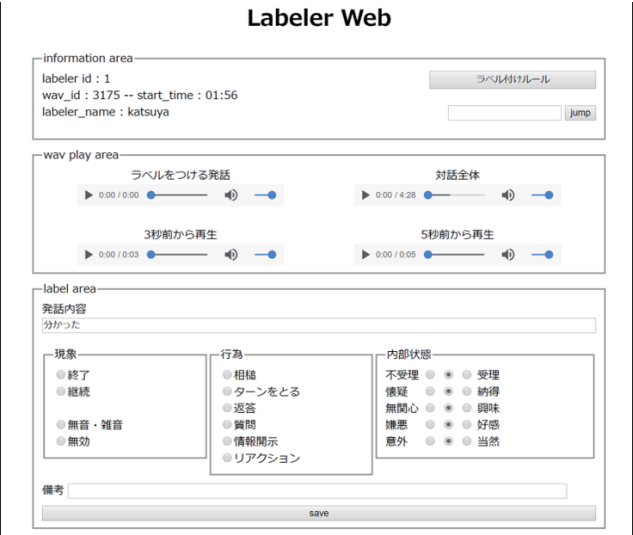 Labeler Web
information area
labeler id : 1
ラベル付けルール
wav_id : 3175 -- start_time : 01:56
labeler_name : katsuya
jump
wav play area
ラベルをつける発話
対話全体
0:00 / 0:00
0:00 / 4:28
3秒前から再生
5秒前から再生
0:00 / 0:03
0:00 / 0:05
label area
発話内容
分かった
現象
終了
継続
無音・雑音
無効
行為
相槌
ターンをとる
返答
質問
情報開示
リアクション
内部状態
不受理 受理
懐疑 納得
無関心 興味
嫌悪 好感
意外 当然
備考
save